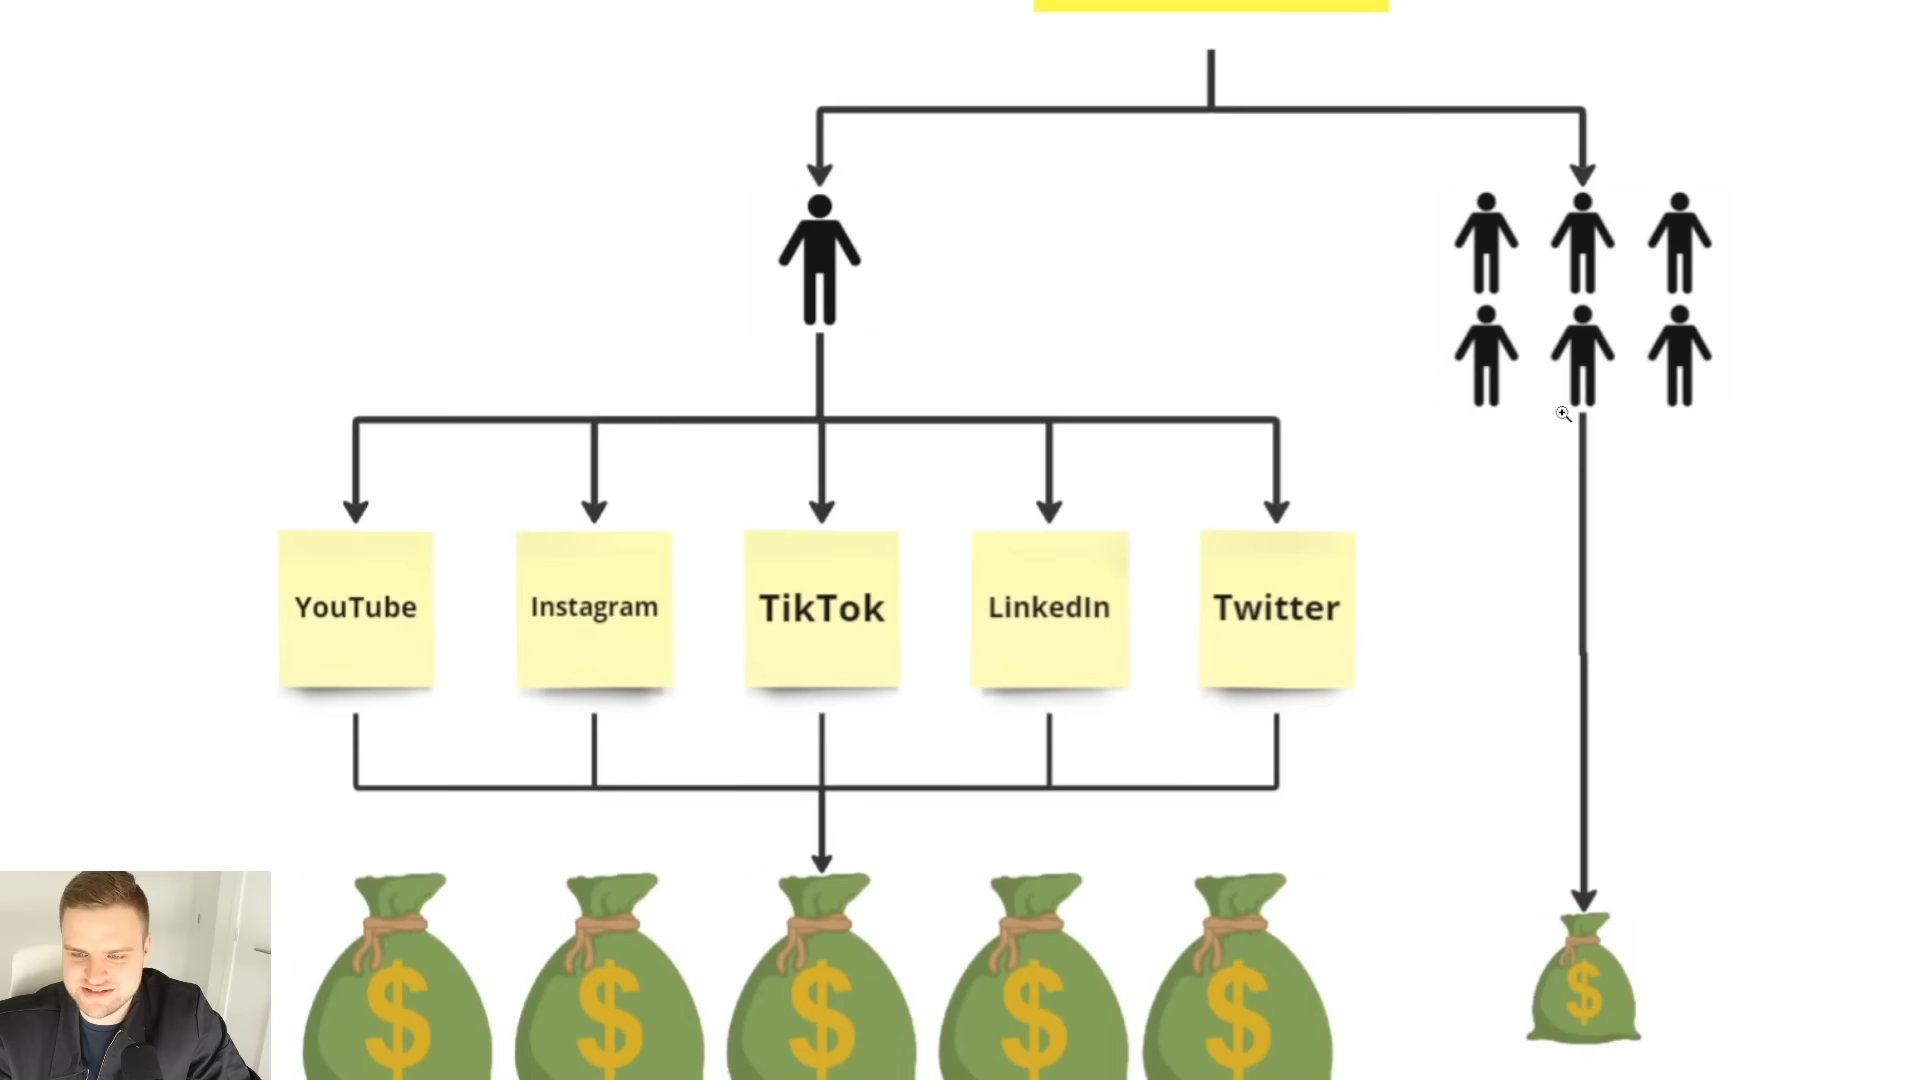 YouTube
Instagram
TikTok
LinkedIn
Twitter
$
$
$
$
$
$